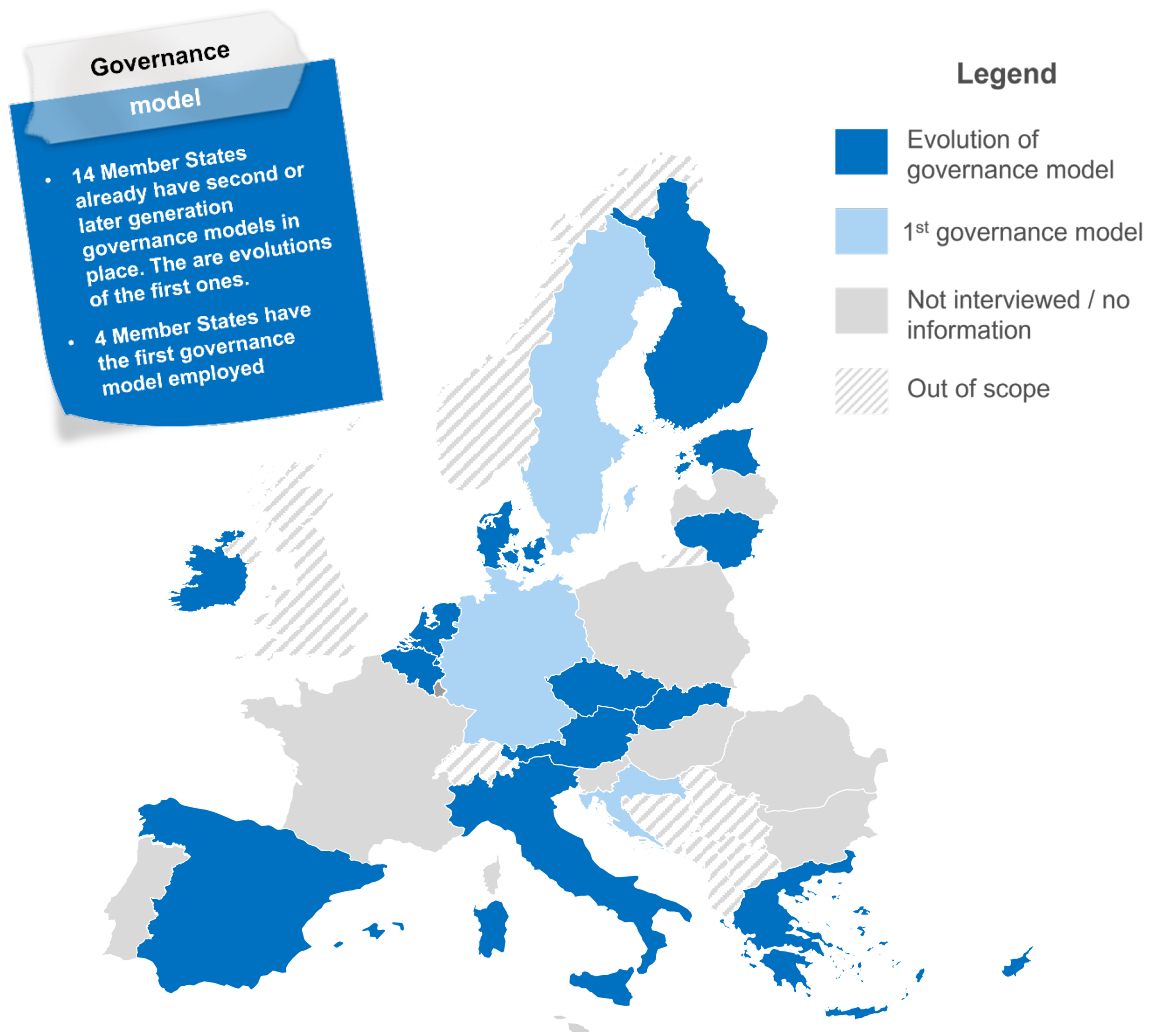 Governance
model
• 14 Member States
already have second or
later generation
governance models in
place. The are evolutions
of the first ones.
• 4 Member States have
the first governance
model employed
Legend
Evolution of
governance model
1st governance model
Not interviewed / no
information
Out of scope